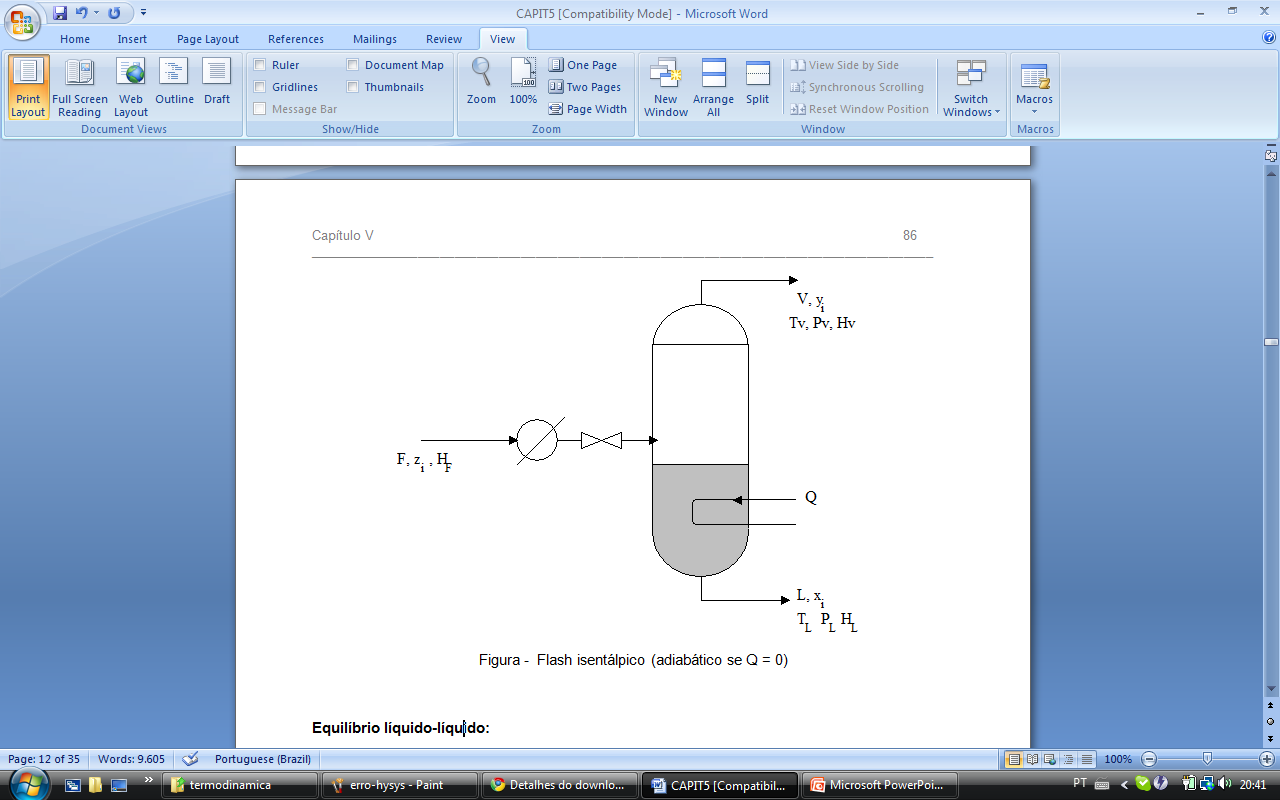 CAPIT5 [Compatibility Mode] - Microsoft Word
Home Insert Page Layout References Mailings Review View
Print Layout
Full Screen Reading
Web Layout
Outline
Draft
Document Views
Ruler
Gridlines
Message Bar
Document Map
Thumbnails
Show/Hide
Zoom
100%
One Page
Two Pages
Page Width
Zoom
New Window
Arrange All
Split
View Side by Side
Synchronous Scrolling
Reset Window Position
Switch Windows
Window
Macros
Macros
Capítulo V 86
V, yi
Tv, Pv, Hv
F, zi , HF
Q
L, xi
TL PL HL
Figura - Flash isentálpico (adiabático se Q = 0)
Equilíbrio líquido-líquido:
Page: 12 of 35 Words: 9.605 Portuguese (Brazil) 100%
termodinamica erro-hysys - Paint Detalhes do downlo... CAPIT5 [Compatibil... Microsoft PowerPoi... PT 20:41